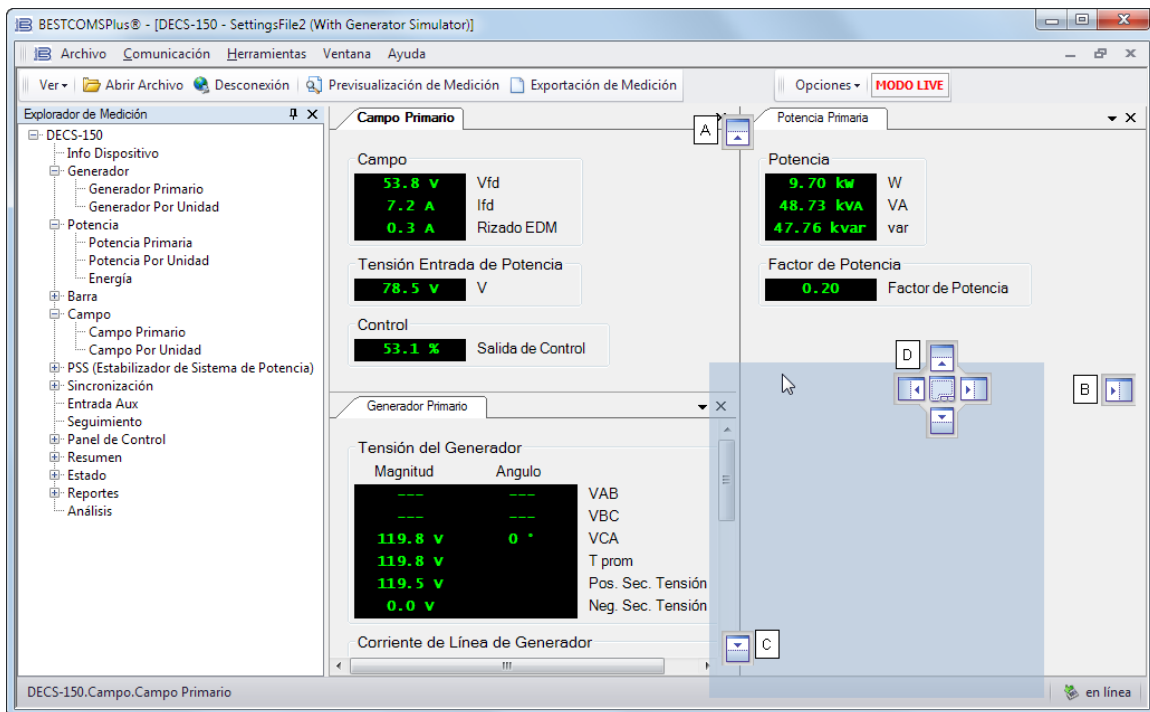 BESTCOMSPlus® - [DECS-150 - SettingsFile2 (With Generator Simulator)]
Archivo Comunicación Herramientas Ventana Ayuda
Ver Abrir Archivo Desconexión Previsualización de Medición Exportación de Medición Opciones MODO LIVE
Explorador de Medición
DECS-150
Info Dispositivo
Generador
Generador Primario
Generador Por Unidad
Potencia
Potencia Primaria
Potencia Por Unidad
Energía
Barra
Campo
Campo Primario
Campo Por Unidad
PSS (Estabilizador de Sistema de Potencia)
Sincronización
Entrada Aux
Seguimiento
Panel de Control
Resumen
Estado
Reportes
Análisis
Campo Primario
A
Campo
53.8 V Vfd
7.2 A Ifd
0.3 A Rizado EDM
Tensión Entrada de Potencia
78.5 V V
Control
53.1 % Salida de Control
Generador Primario
Tensión del Generador
Magnitud Angulo
--- --- VAB
--- --- VBC
119.8 V 0 ° VCA
119.8 V T prom
119.5 V Pos. Sec. Tensión
0.0 V Neg. Sec. Tensión
Corriente de Línea de Generador
C
Potencia Primaria
Potencia
9.70 kW W
48.73 kVA VA
47.76 kvar var
Factor de Potencia
0.20 Factor de Potencia
D
B
DECS-150.Campo.Campo Primario
en línea